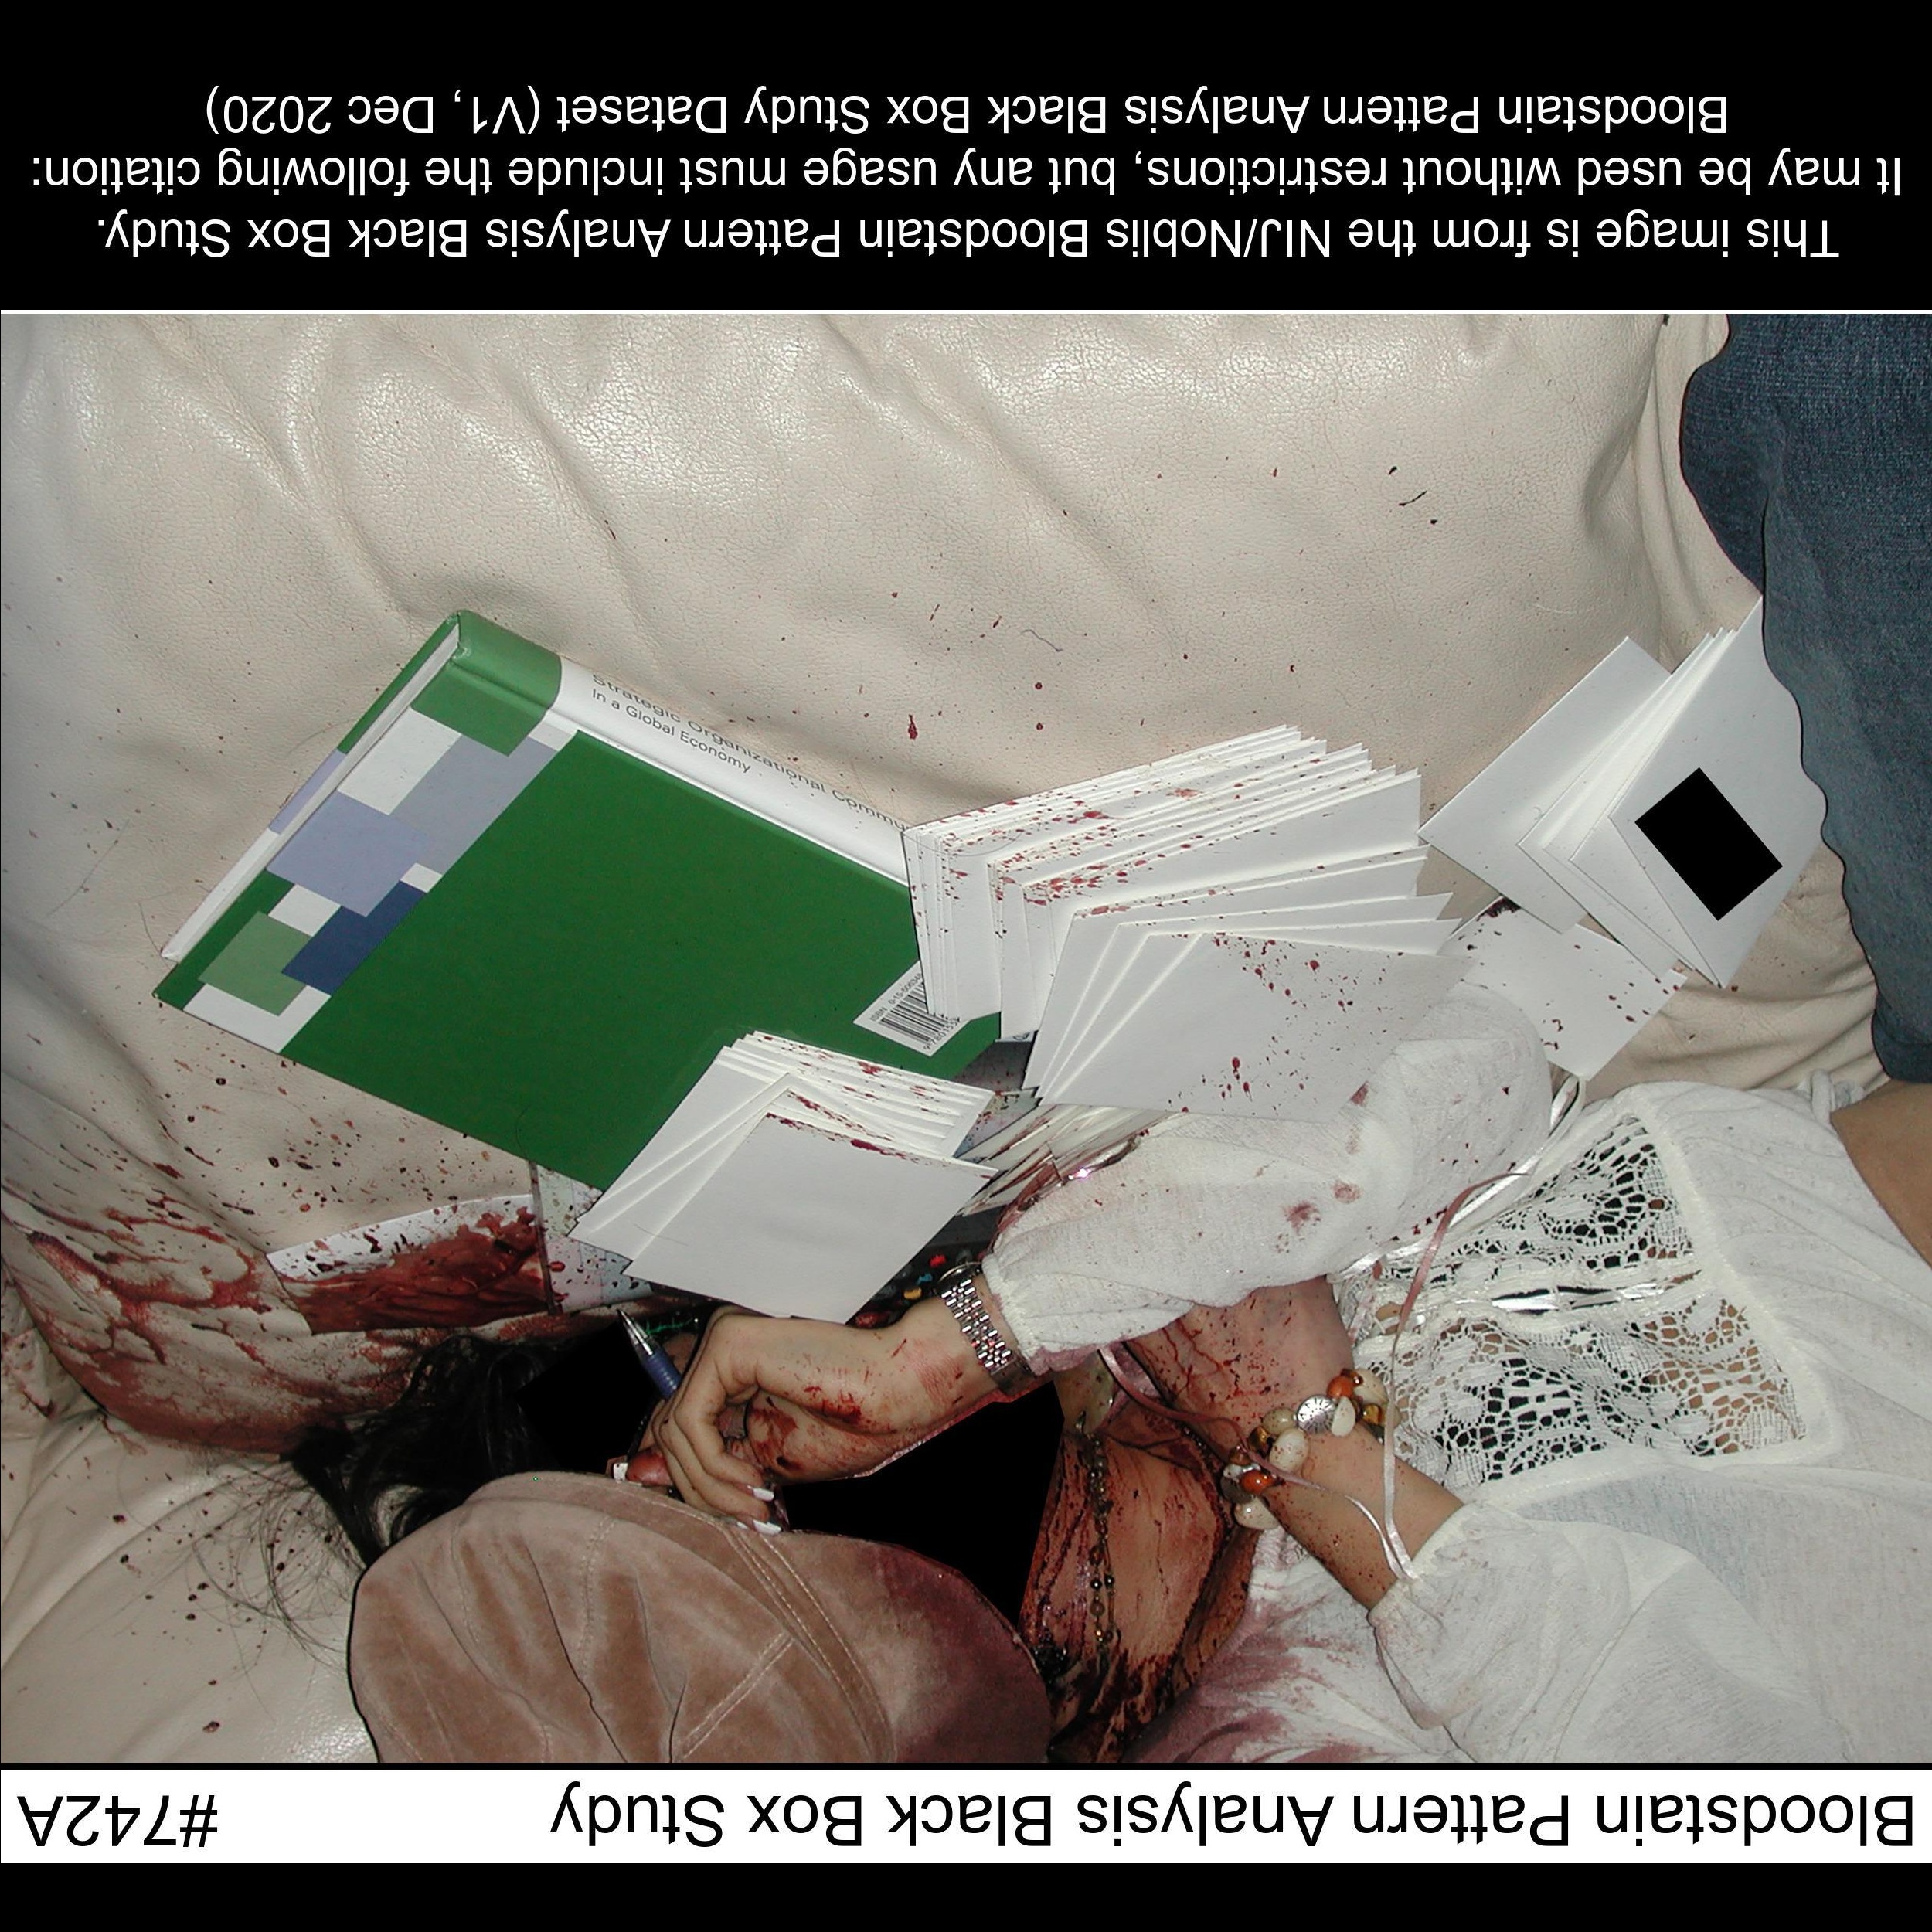 Bloodstain Pattern Analysis Black Box Study
#742A
Strategic Organizational Commu
In a Global Economy
This image is from the NIJ/Noblis Bloodstain Pattern Analysis Black Box Study.
It may be used without restrictions, but any usage must include the following citation:
Bloodstain Pattern Analysis Black Box Study Dataset (V1, Dec 2020)